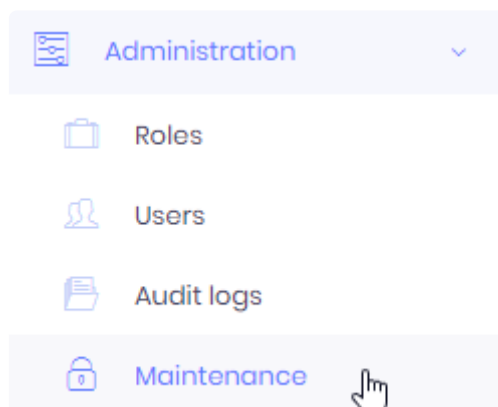 Administration
Roles
Users
Audit logs
Maintenance